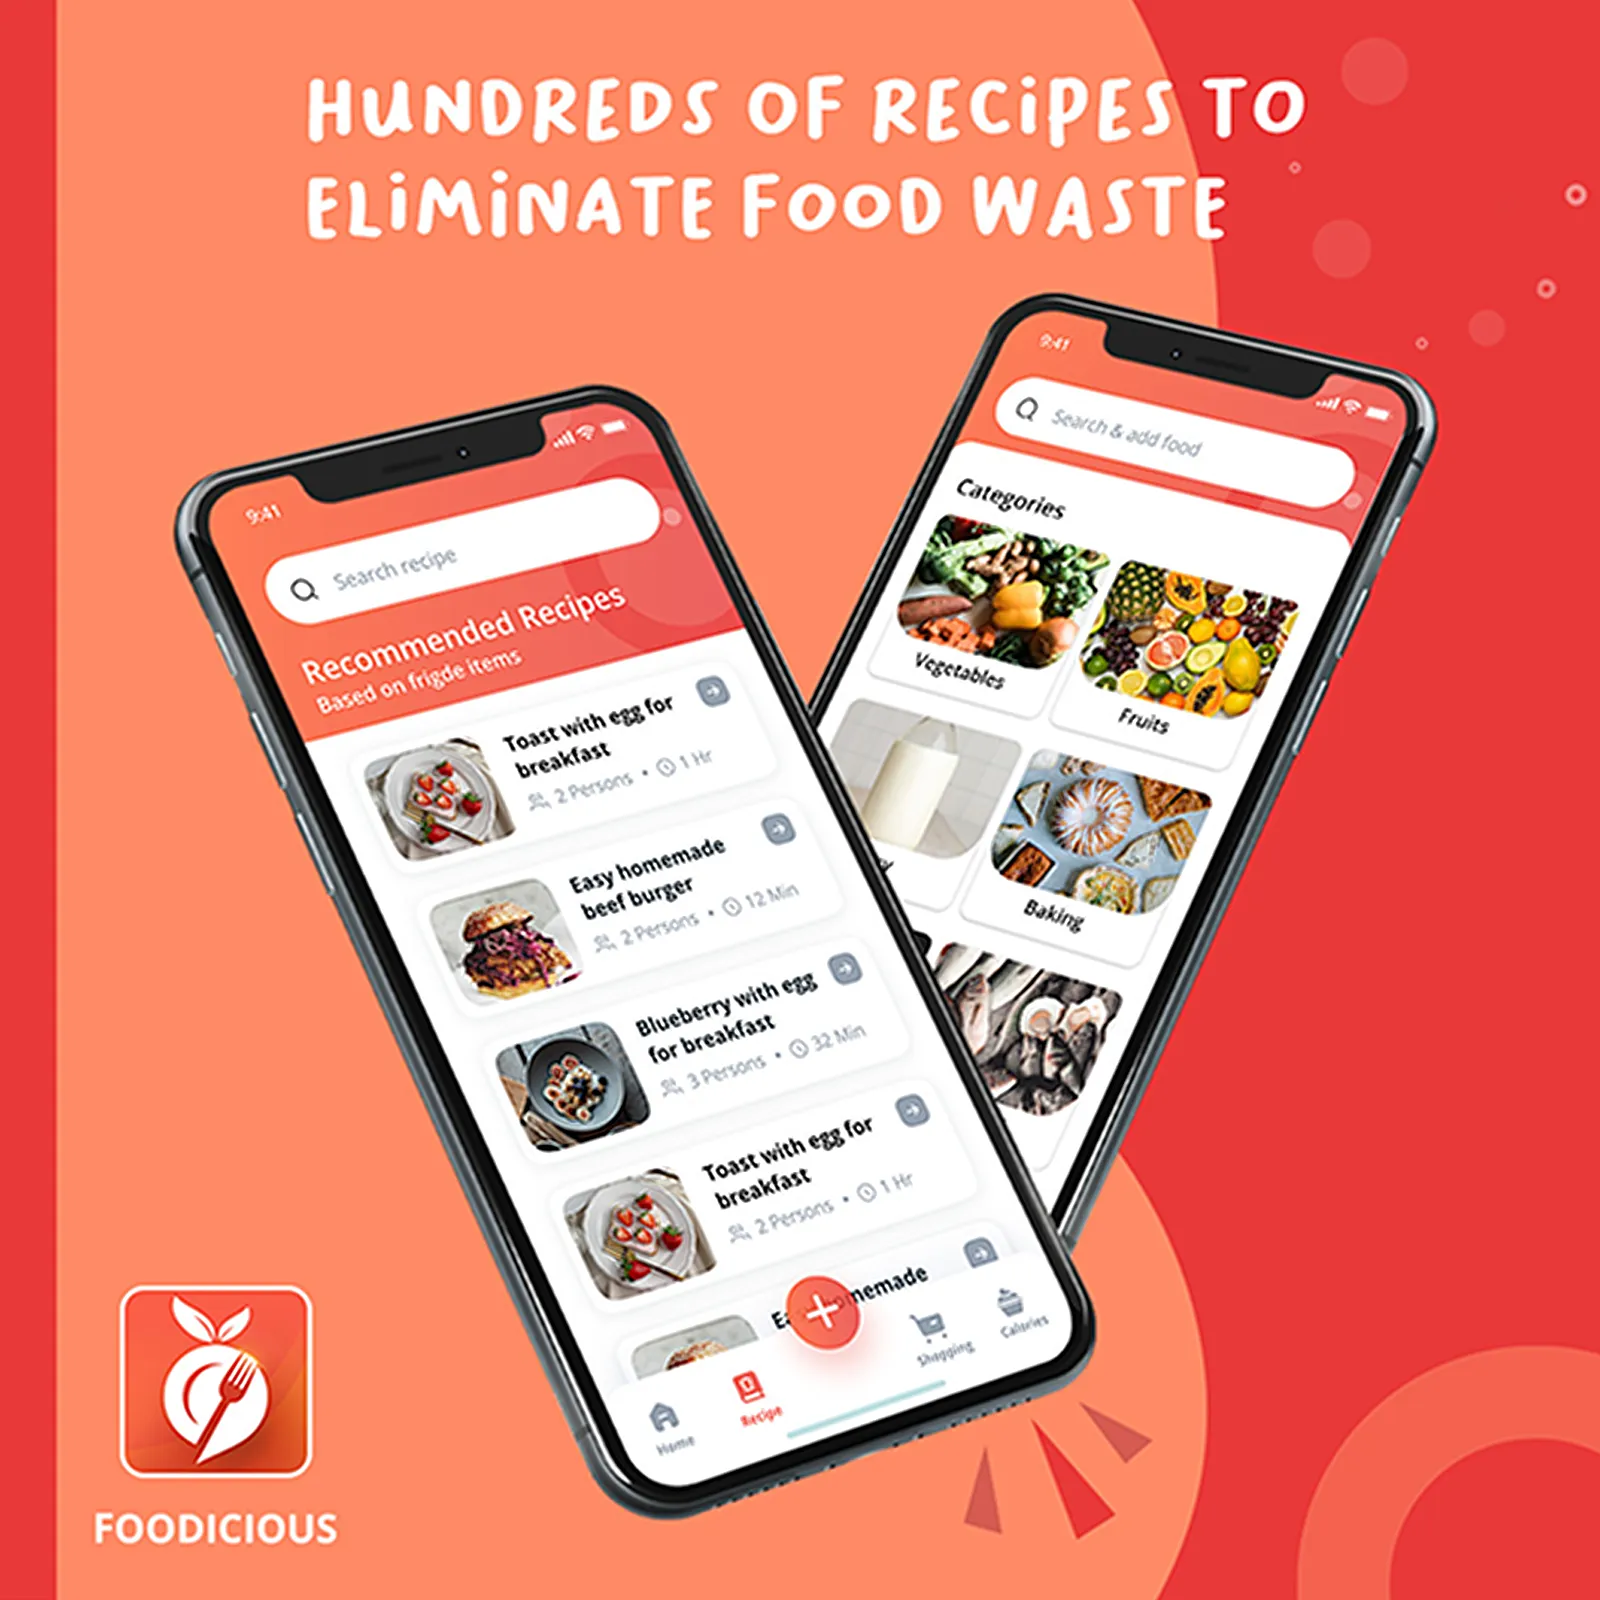 HUNDREDS OF RECIPES TO
ELIMINATE FOOD WASTE
9:41
Search recipe
Recommended Recipes
Based on frigde items
Toast with egg for
breakfast
2 Persons • 1 Hr
Easy homemade
beef burger
2 Persons • 12 Min
Blueberry with egg
for breakfast
3 Persons • 32 Min
Toast with egg for
breakfast
2 Persons • 1 Hr
Home
Recipe
Shopping
Calories
9:41
Search & add food
Categories
Vegetables
Fruits
Baking
FOODICIOUS